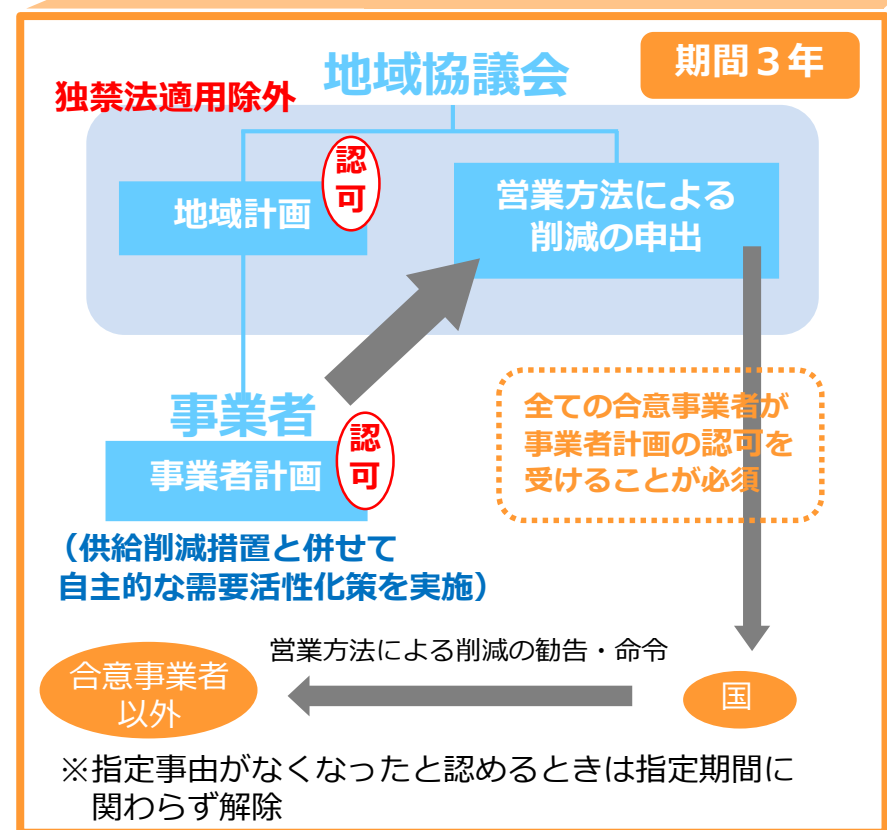 地域協議会
期間3年
独禁法適用除外
認
可
地域計画
営業方法による
削減の申出
事業者
認
可
事業者計画
全ての合意事業者が
事業者計画の認可を
受けることが必須
（供給削減措置と併せて
自主的な需要活性化策を実施）
営業方法による削減の勧告・命令
合意事業者
以外
国
※指定事由がなくなったと認めるときは指定期間に
関わらず解除